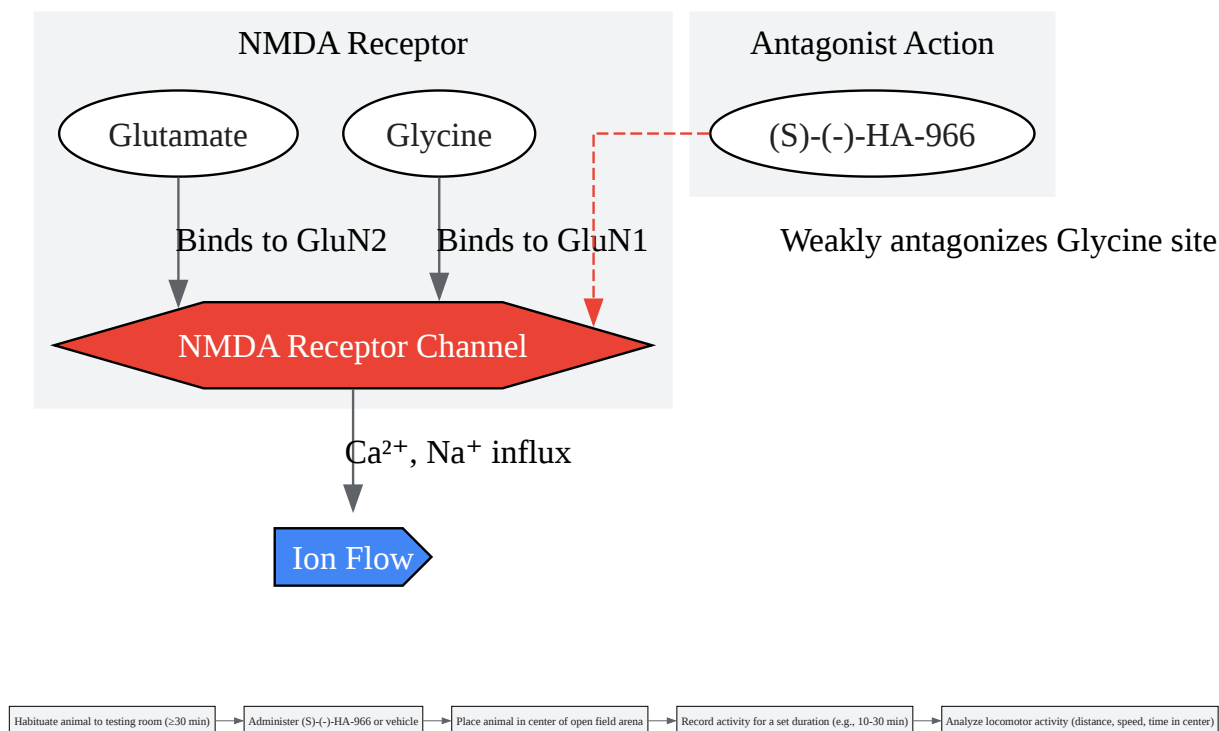 NMDA Receptor
Antagonist Action
Glutamate
Glycine
(S)-(-)-HA-966
Binds to GluN2
Binds to GluN1
Weakly antagonizes Glycine site
NMDA Receptor Channel
Ca²⁺, Na⁺ influx
Ion Flow
Habituate animal to testing room (≥30 min)
Administer (S)-(-)-HA-966 or vehicle
Place animal in center of open field arena
Record activity for a set duration (e.g., 10-30 min)
Analyze locomotor activity (distance, speed, time in center)